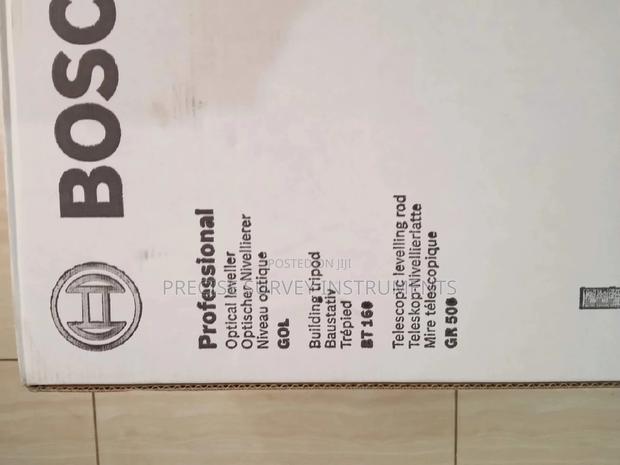 BOSC
Professional
Optical leveller
Optischer Nivellierer
Niveau optique
GOL
Building tripod
Baustativ
Trépied
BT 160
Telescopic levelling rod
Teleskop-Nivellierlatte
Mire télescopique
GR 500
POSTED ON JIJI
PRECISE SURVEY INSTRUMENTS